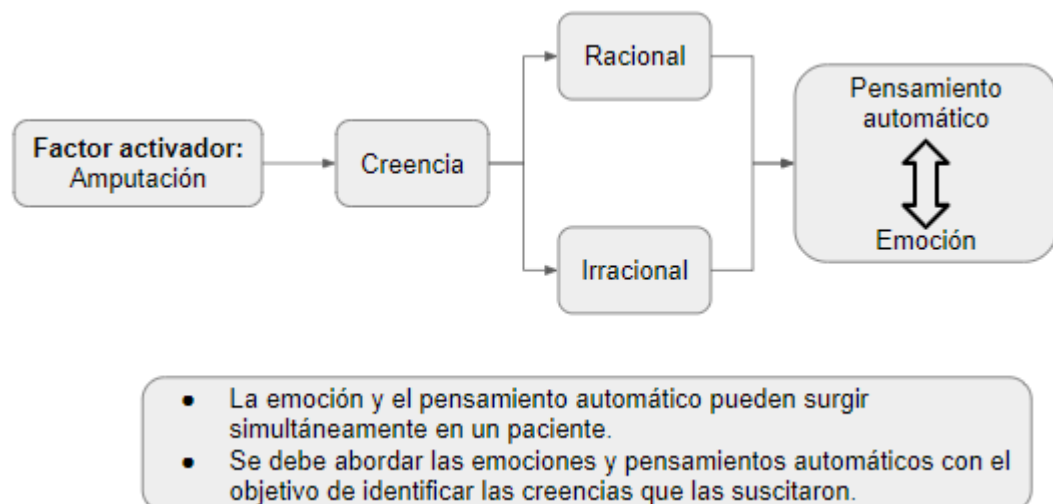 Factor activador:
Amputación
Creencia
Racional
Irracional
Pensamiento
automático
Emoción
● La emoción y el pensamiento automático pueden surgir
simultáneamente en un paciente.
● Se debe abordar las emociones y pensamientos automáticos con el
objetivo de identificar las creencias que las suscitaron.